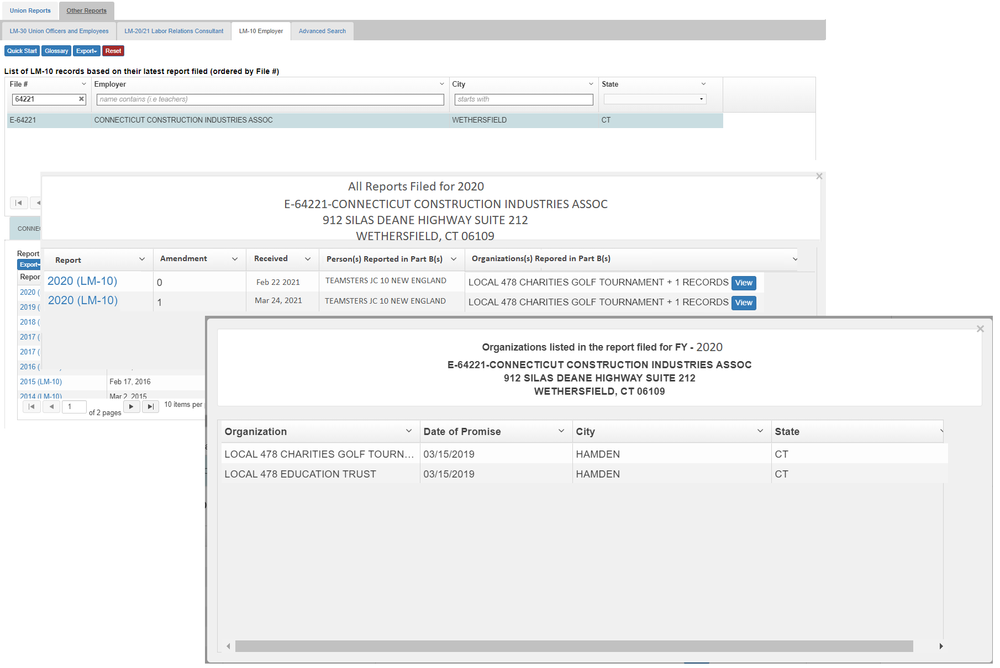 Union Reports Other Reports
LM-30 Union Officers and Employees LM-20/21 Labor Relations Consultant LM-10 Employer Advanced Search
Quick Start Glossary Export Reset
List of LM-10 records based on their latest report filed (ordered by File #)
File # Employer City State
64221 name contains (i.e teachers) starts with
E-64221 CONNECTICUT CONSTRUCTION INDUSTRIES ASSOC WETHERSFIELD CT
All Reports Filed for 2020
E-64221-CONNECTICUT CONSTRUCTION INDUSTRIES ASSOC
912 SILAS DEANE HIGHWAY SUITE 212
WETHERSFIELD, CT 06109
CONNEC
Report
Export
Repor
Report Amendment Received Person(s) Reported in Part B(s) Organizations(s) Repored in Part B(s)
2020 (LM-10) 0 Feb 22 2021 TEAMSTERS JC 10 NEW ENGLAND LOCAL 478 CHARITIES GOLF TOURNAMENT + 1 RECORDS View
2020 (LM-10) 1 Mar 24, 2021 TEAMSTERS JC 10 NEW ENGLAND LOCAL 478 CHARITIES GOLF TOURNAMENT + 1 RECORDS View
2020 (
2019 (
2018 (
2017 (
2017 (
2016 (
2015 (LM-10) Feb 17, 2016
2014 (LM-10) Mar 2, 2015
1 of 2 pages 10 items per
Organizations listed in the report filed for FY - 2020
E-64221-CONNECTICUT CONSTRUCTION INDUSTRIES ASSOC
912 SILAS DEANE HIGHWAY SUITE 212
WETHERSFIELD, CT 06109
Organization Date of Promise City State
LOCAL 478 CHARITIES GOLF TOURN... 03/15/2019 HAMDEN CT
LOCAL 478 EDUCATION TRUST 03/15/2019 HAMDEN CT